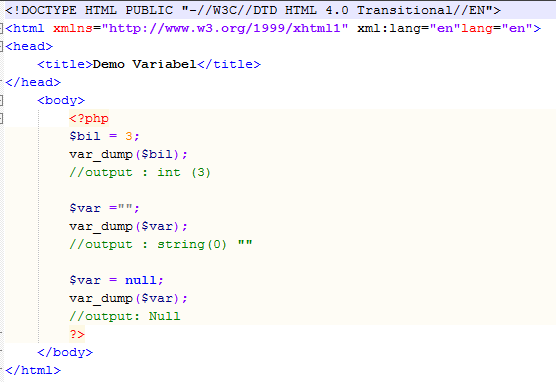 <!DOCTYPE HTML PUBLIC "-//W3C//DTD HTML 4.0 Transitional//EN">
<html xmlns="http://www.w3.org/1999/xhtml1" xml:lang="en"lang="en">
<head>
    <title>Demo Variabel</title>
</head>
    <body>
        <?php
        $bil = 3;
        var_dump($bil);
        //output : int (3)

        $var ="";
        var_dump($var);
        //output : string(0) ""

        $var = null;
        var_dump($var);
        //output: Null
        ?>
    </body>
</html>